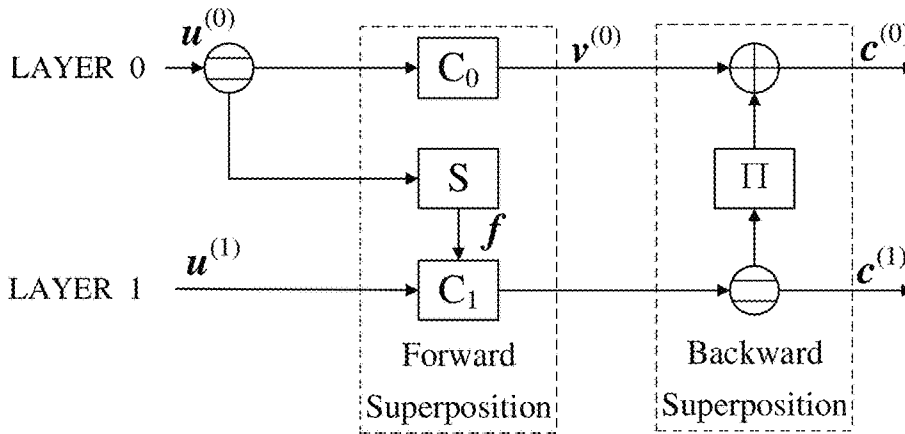 u^(0)
LAYER 0
C₀
v^(0)
c^(0)
S
Π
f
u^(1)
LAYER 1
C₁
c^(1)
Forward
Superposition
Backward
Superposition